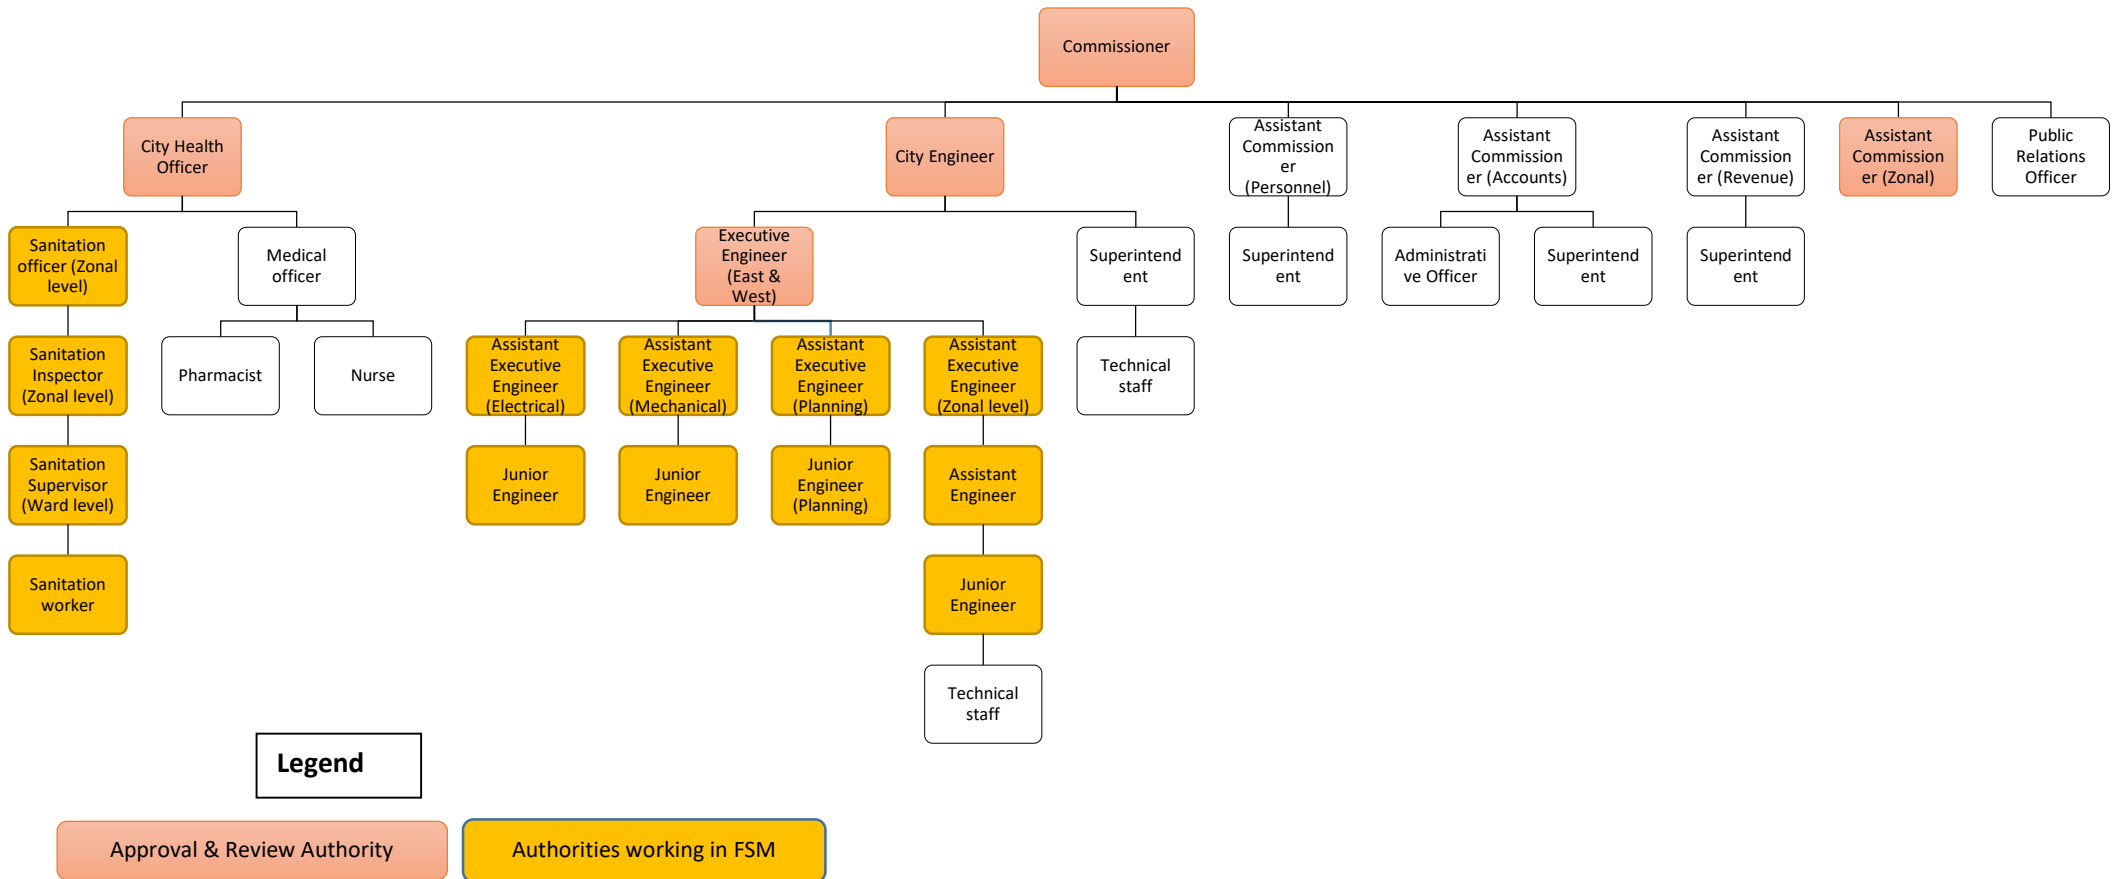 Commissioner
City Health
Officer
City Engineer
Assistant
Commission
er
(Personnel)
Assistant
Commission
er (Accounts)
Assistant
Commission
er (Revenue)
Assistant
Commission
er (Zonal)
Public
Relations
Officer
Sanitation
officer (Zonal
level)
Medical
officer
Executive
Engineer
(East &
West)
Superintend
ent
Superintend
ent
Administrati
ve Officer
Superintend
ent
Superintend
ent
Sanitation
Inspector
(Zonal level)
Pharmacist
Nurse
Assistant
Executive
Engineer
(Electrical)
Assistant
Executive
Engineer
(Mechanical)
Assistant
Executive
Engineer
(Planning)
Assistant
Executive
Engineer
(Zonal level)
Technical
staff
Sanitation
Supervisor
(Ward level)
Junior
Engineer
Junior
Engineer
Junior
Engineer
(Planning)
Assistant
Engineer
Sanitation
worker
Junior
Engineer
Technical
staff
Legend
Approval & Review Authority
Authorities working in FSM